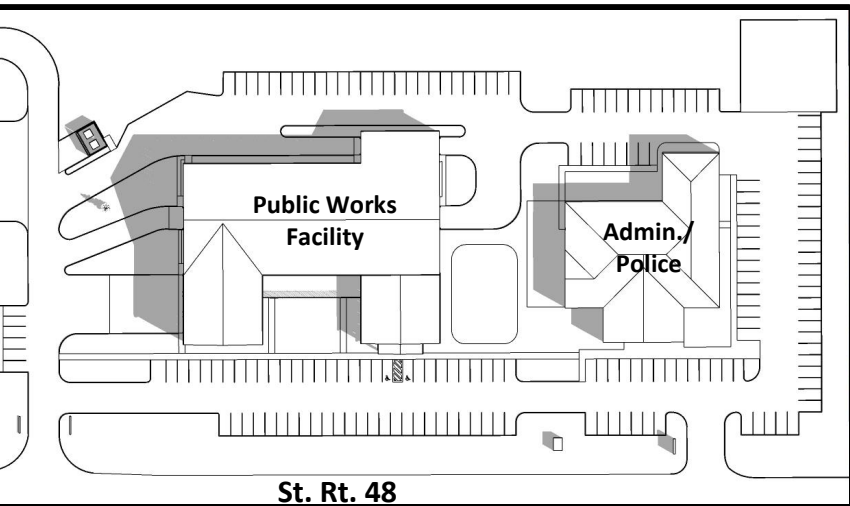 Public Works
Facility
Admin./
Police
St. Rt. 48